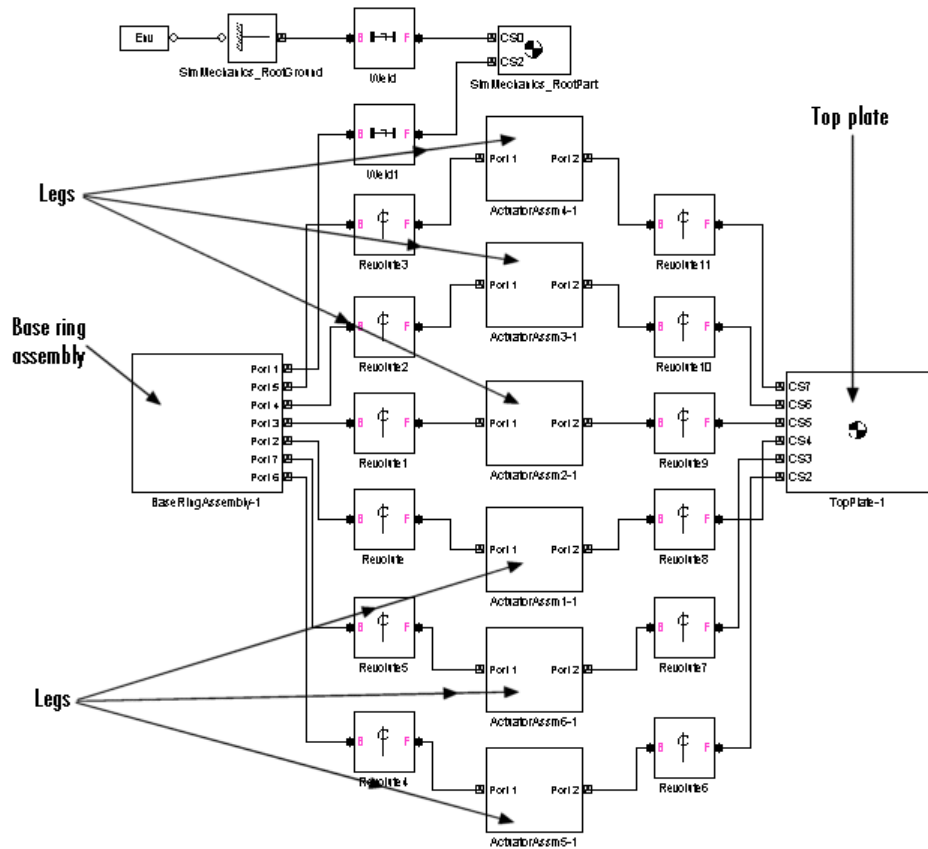 Env
SimMechanics_RootGround
B F
Weld
CS0
CS2
SimMechanics_RootPart
Top plate
B F
Weld1
Port 1 Port 2
ActuatorAssm4-1
Legs
B F
Revolute3
B F
Revolute11
Port 1 Port 2
ActuatorAssm3-1
Base ring
assembly
B F
Revolute2
B F
Revolute10
Port 1
Port 5
Port 4
Port 3
Port 2
Port 7
Port 6
BaseRingAssembly-1
B F
Revolute1
Port 1 Port 2
ActuatorAssm2-1
B F
Revolute9
CS7
CS6
CS5
CS4
CS3
CS2
TopPlate-1
B F
Revolute
Port 1 Port 2
ActuatorAssm1-1
B F
Revolute8
B F
Revolute5
Port 1 Port 2
ActuatorAssm6-1
B F
Revolute7
Legs
B F
Revolute4
Port 1 Port 2
ActuatorAssm5-1
B F
Revolute6